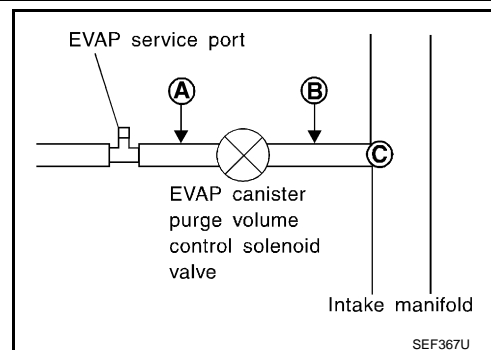 EVAP service port
A
B
C
EVAP canister
purge volume
control solenoid
valve
Intake manifold
SEF367U